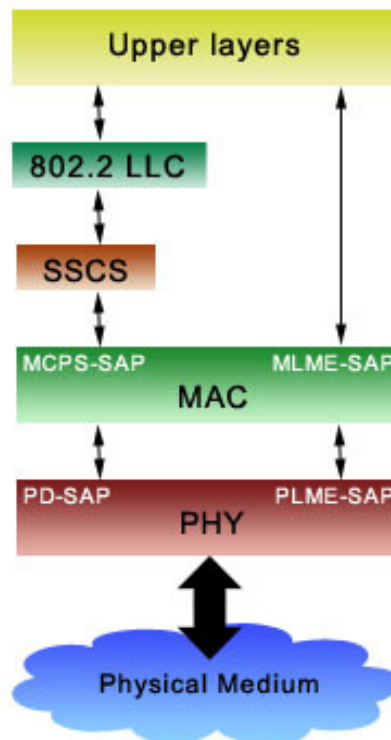 Upper layers
802.2 LLC
SSCS
MCPS-SAP MLME-SAP
MAC
PD-SAP PLME-SAP
PHY
Physical Medium